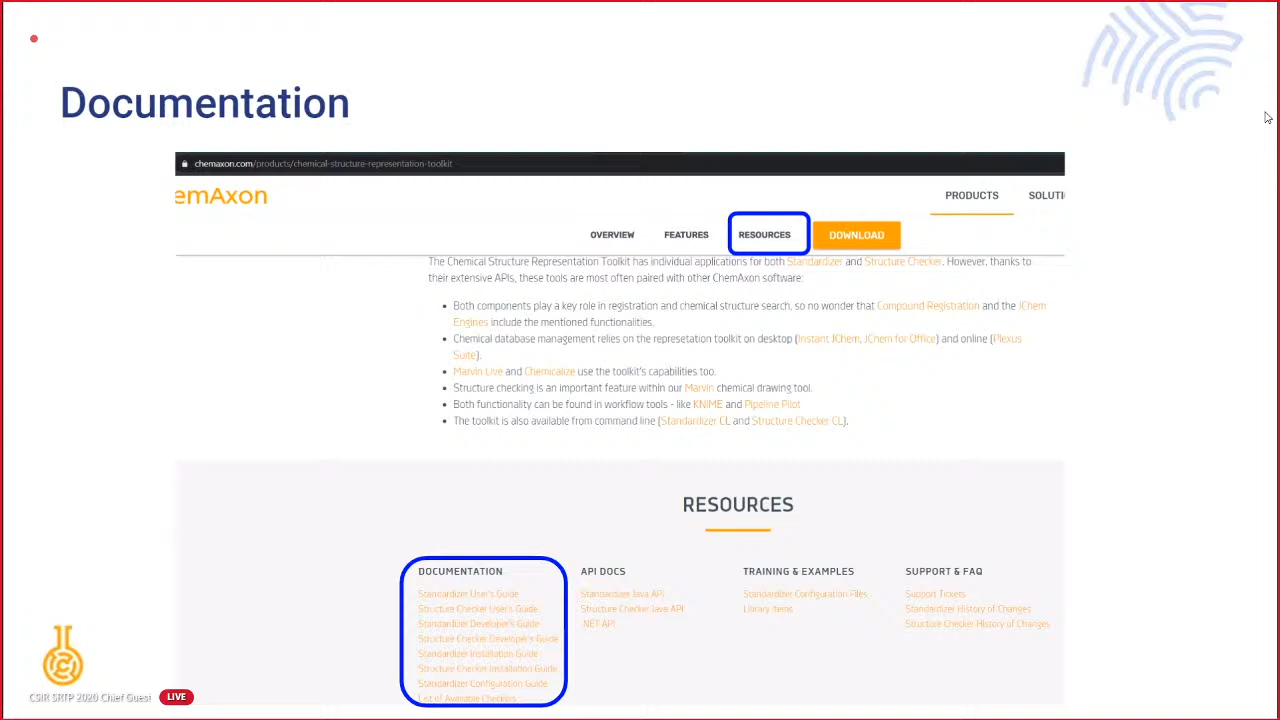 Documentation
chemaxon.com/products/chemical-structure-representation-toolkit
emAxon
PRODUCTS SOLUTI
OVERVIEW FEATURES RESOURCES DOWNLOAD
The Chemical Structure Representation Toolkit has individual applications for both Standardizer and Structure Checker. However, thanks to
their extensive APIs, these tools are most often paired with other ChemAxon software:
• Both components play a key role in registration and chemical structure search, so no wonder that Compound Registration and the JChem
Engines include the mentioned functionalities.
• Chemical database management relies on the represetation toolkit on desktop (Instant JChem, JChem for Office) and online (Plexus
Suite).
• Marvin Live and Chemicalize use the toolkit's capabilities too.
• Structure checking is an important feature within our Marvin chemical drawing tool.
• Both functionality can be found in workflow tools - like KNIME and Pipeline Pilot
• The toolkit is also available from command line (Standardizer CL and Structure Checker CL).
RESOURCES
DOCUMENTATION
Standardizer User's Guide
Structure Checker User's Guide
Standardizer Developer's Guide
Structure Checker Developer's Guide
Standardizer Installation Guide
Structure Checker Installation Guide
Standardizer Configuration Guide
List of Available Checkers
API DOCS
Standardizer Java API
Structure Checker Java API
.NET API
TRAINING & EXAMPLES
Standardizer Configuration Files
Library Items
SUPPORT & FAQ
Support Tickets
Standardizer History of Changes
Structure Checker History of Changes
CSIR SRTP 2020 Chief Guest LIVE